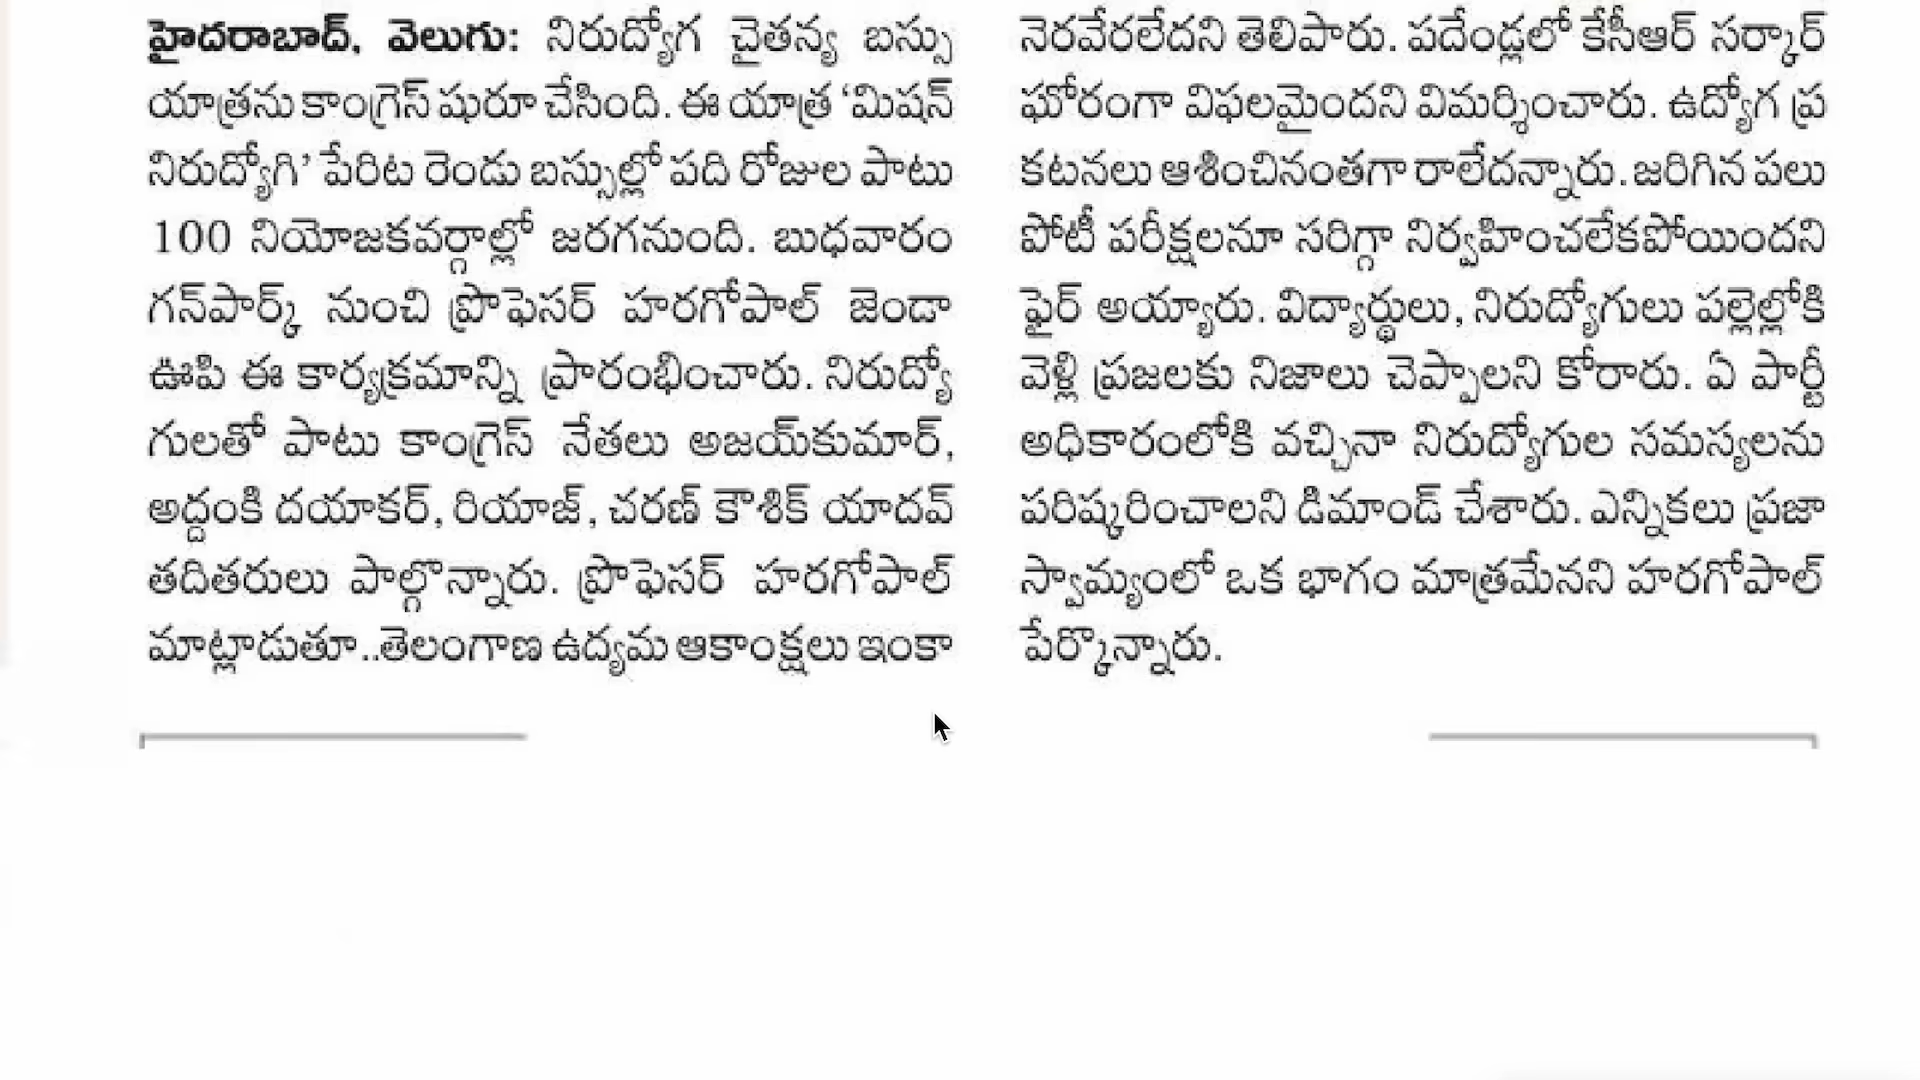 హైదరాబాద్, వెలుగు: నిరుద్యోగ చైతన్య బస్సు
యాత్రను కాంగ్రెస్ షురూ చేసింది. ఈ యాత్ర ‘మిషన్
నిరుద్యోగి’ పేరిట రెండు బస్సుల్లో పది రోజుల పాటు
100 నియోజకవర్గాల్లో జరగనుంది. బుధవారం
గన్‌పార్క్ నుంచి ప్రొఫెసర్ హరగోపాల్ జెండా
ఊపి ఈ కార్యక్రమాన్ని ప్రారంభించారు. నిరుద్యో
గులతో పాటు కాంగ్రెస్ నేతలు అజయ్‌కుమార్,
అద్దంకి దయాకర్, రియాజ్, చరణ్ కౌశిక్ యాదవ్
తదితరులు పాల్గొన్నారు. ప్రొఫెసర్ హరగోపాల్
మాట్లాడుతూ..తెలంగాణ ఉద్యమ ఆకాంక్షలు ఇంకా
నెరవేరలేదని తెలిపారు. పదేండ్లలో కేసీఆర్ సర్కార్
ఘోరంగా విఫలమైందని విమర్శించారు. ఉద్యోగ ప్ర
కటనలు ఆశించినంతగా రాలేదన్నారు. జరిగిన పలు
పోటీ పరీక్షలనూ సరిగ్గా నిర్వహించలేకపోయిందని
ఫైర్ అయ్యారు. విద్యార్థులు, నిరుద్యోగులు పల్లెల్లోకి
వెళ్లి ప్రజలకు నిజాలు చెప్పాలని కోరారు. ఏ పార్టీ
అధికారంలోకి వచ్చినా నిరుద్యోగుల సమస్యలను
పరిష్కరించాలని డిమాండ్ చేశారు. ఎన్నికలు ప్రజా
స్వామ్యంలో ఒక భాగం మాత్రమేనని హరగోపాల్
పేర్కొన్నారు.